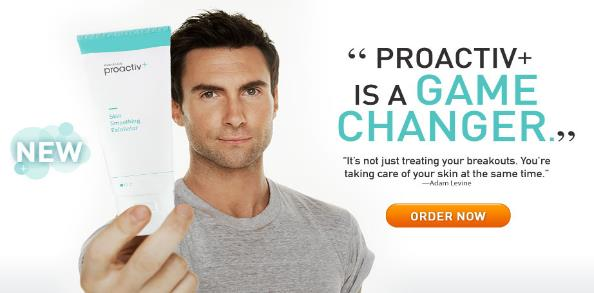 proactiv+
Skin
Smoothing
Exfoliator
NEW
“ PROACTIV+
IS A GAME
CHANGER.”
“It's not just treating your breakouts. You're
taking care of your skin at the same time.”
—Adam Levine
ORDER NOW